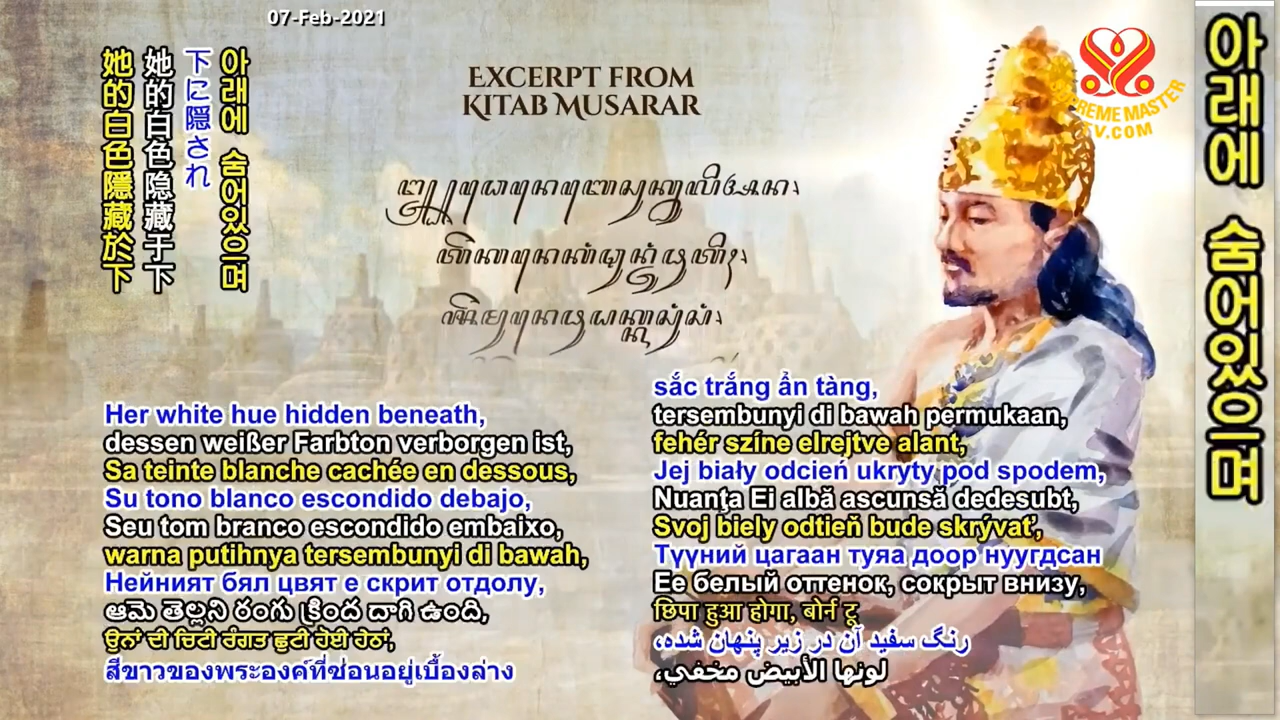 07-Feb-2021
아래에 숨어있으며
下に隠され
她的白色隐藏于下
她的白色隱藏於下
EXCERPT FROM
KITAB MUSARAR
SUPREME MASTER
TV.COM
Her white hue hidden beneath,
dessen weißer Farbton verborgen ist,
Sa teinte blanche cachée en dessous,
Su tono blanco escondido debajo,
Seu tom branco escondido embaixo,
warna putihnya tersembunyi di bawah,
Нейният бял цвят е скрит отдолу,
ఆమె తెల్లని రంగు క్రింద దాగి ఉంది,
ਉਨਾਂ ਦੀ ਚਿਟੀ ਰੰਗਤ ਛੁਟੀ ਹੋਈ ਹੇਠਾਂ,
สีขาวของพระองค์ที่ซ่อนอยู่เบื้องล่าง
sắc trắng ẩn tàng,
tersembunyi di bawah permukaan,
fehér színe elrejtve alant,
Jej biały odcień ukryty pod spodem,
Nuanţa Ei albă ascunsă dedesubt,
Svoj biely odtieň bude skrývať,
Түүний цагаан туяа доор нуугдсан
Ее белый оттенок, сокрыт внизу,
छिपा हुआ होगा, बोर्न टू
رنگ سفید آن در زیر پنهان شده،
لونها الأبيض مخفي،
아래에 숨어있으며